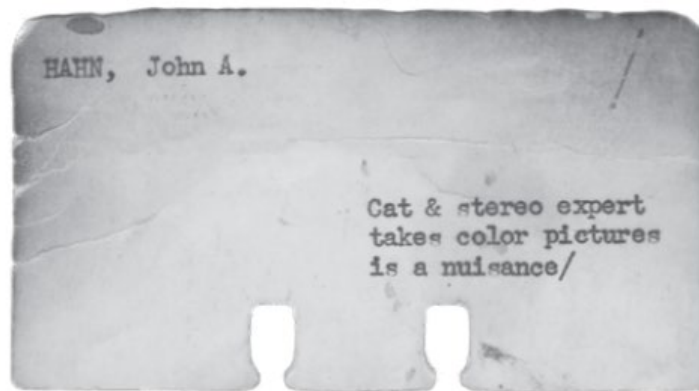 HAHN, John A.
Cat & stereo expert
takes color pictures
is a nuisance/